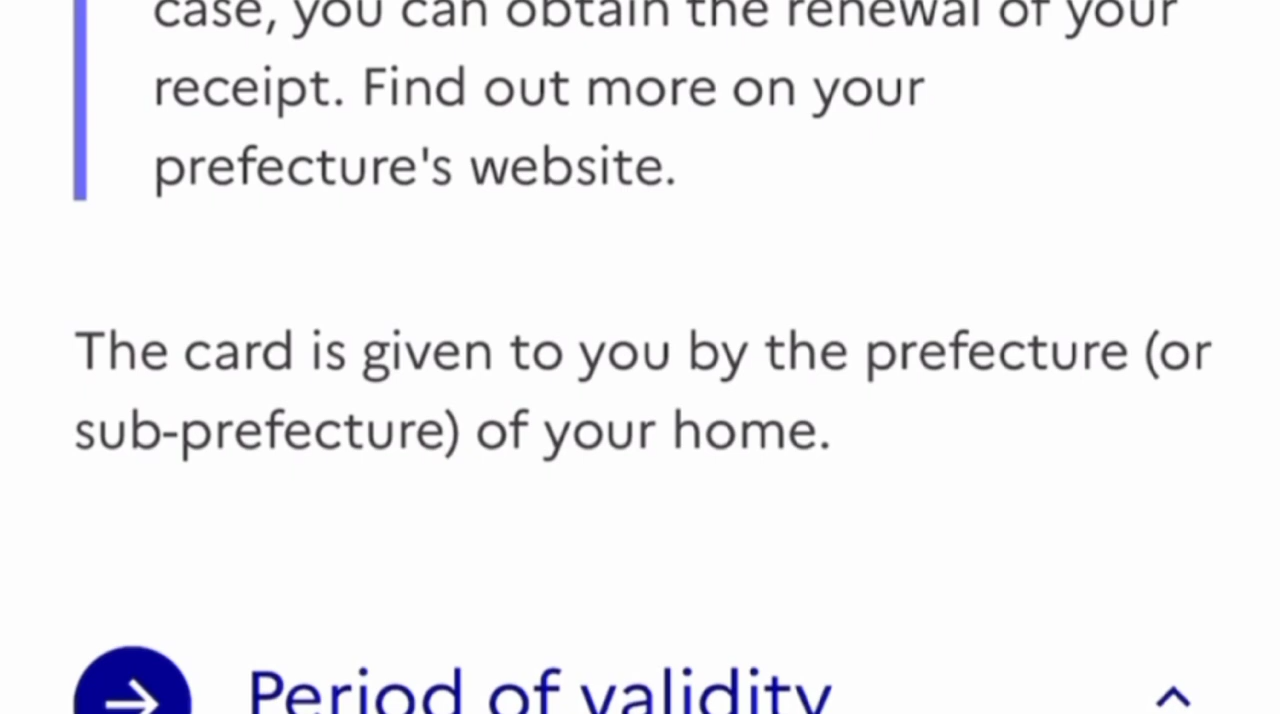 case, you can obtain the renewal of your
receipt. Find out more on your
prefecture's website.
The card is given to you by the prefecture (or
sub-prefecture) of your home.
Period of validity